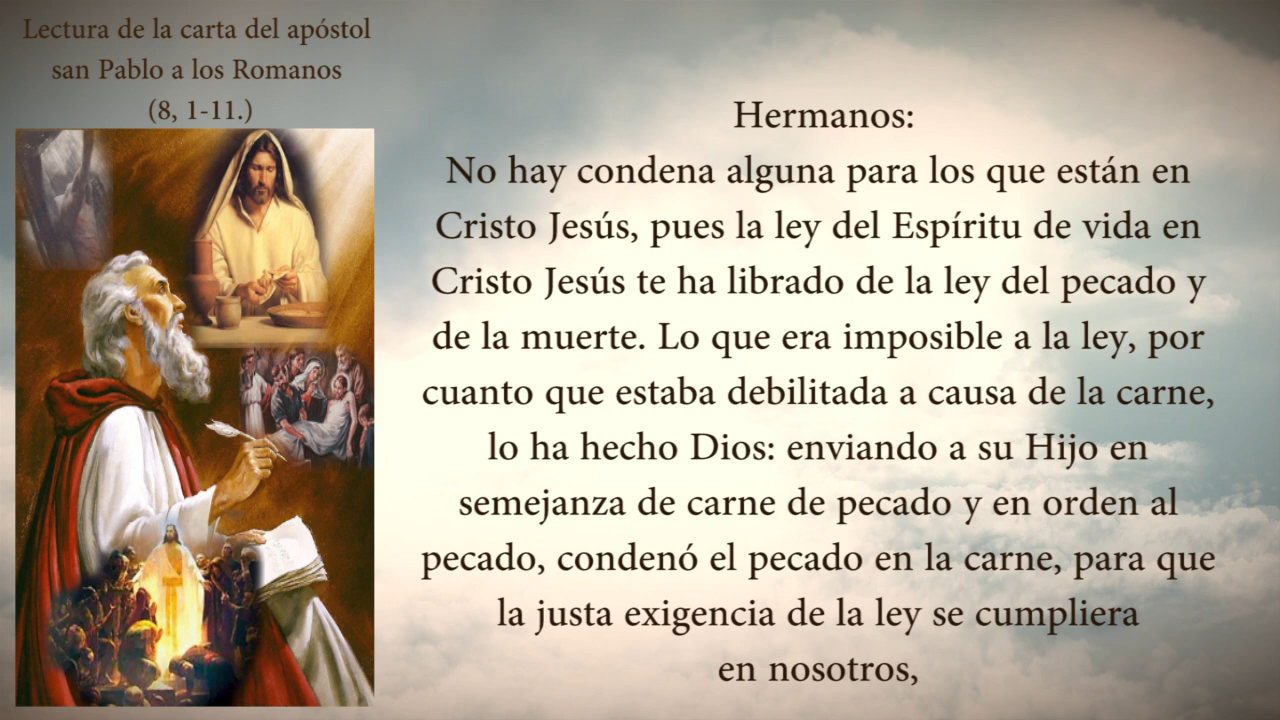 Lectura de la carta del apóstol
san Pablo a los Romanos
(8, 1-11.)
Hermanos:
No hay condena alguna para los que están en
Cristo Jesús, pues la ley del Espíritu de vida en
Cristo Jesús te ha librado de la ley del pecado y
de la muerte. Lo que era imposible a la ley, por
cuanto que estaba debilitada a causa de la carne,
lo ha hecho Dios: enviando a su Hijo en
semejanza de carne de pecado y en orden al
pecado, condenó el pecado en la carne, para que
la justa exigencia de la ley se cumpliera
en nosotros,